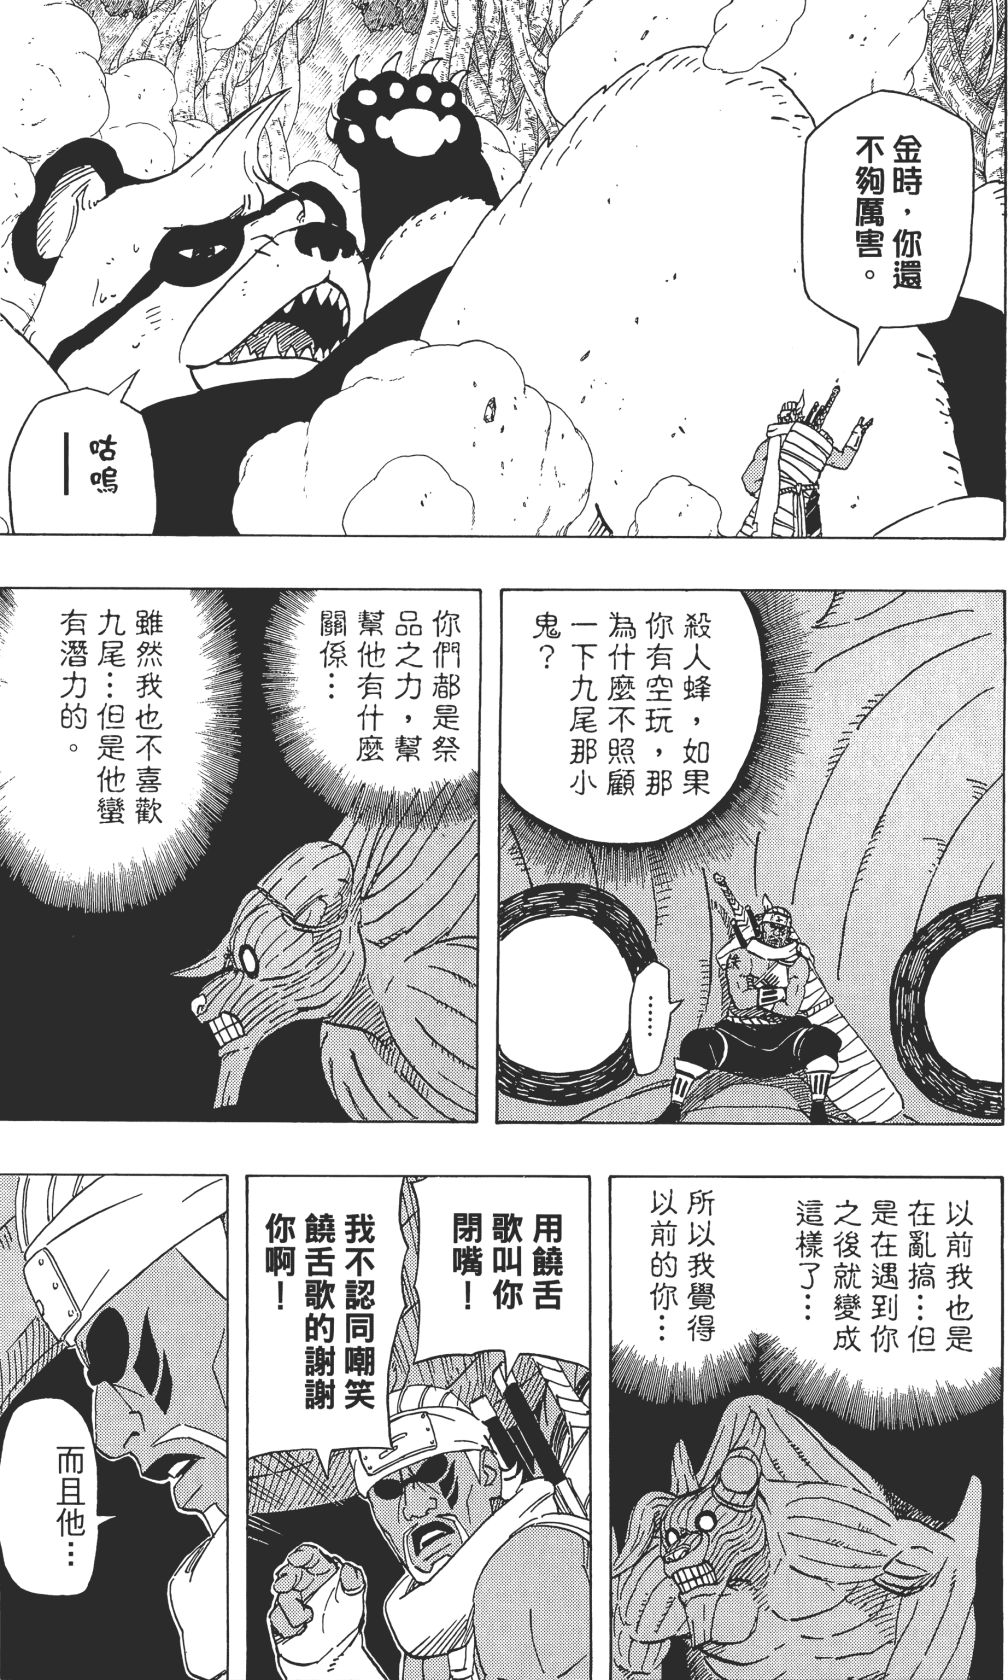 金時，你還
不夠厲害。
咕嗚
——
殺人蜂，如果
你有空玩，那
為什麼不照顧
一下九尾那小
鬼？
……
你們都是祭
品之力，幫
幫他有什麼
關係…
雖然我也不喜歡
九尾…但是他蠻
有潛力的。
以前我也是
在亂搞…但
是在遇到你
之後就變成
這樣了…
所以我覺得
以前的你…
用饒舌
歌叫你
閉嘴！
我不認同嘲笑
饒舌歌的謝謝
你啊！
而且他…